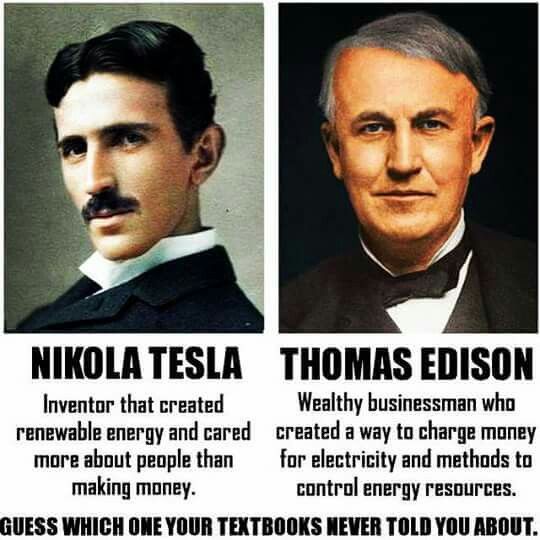 NIKOLA TESLA
Inventor that created
renewable energy and cared
more about people than
making money.
THOMAS EDISON
Wealthy businessman who
created a way to charge money
for electricity and methods to
control energy resources.
GUESS WHICH ONE YOUR TEXTBOOKS NEVER TOLD YOU ABOUT.